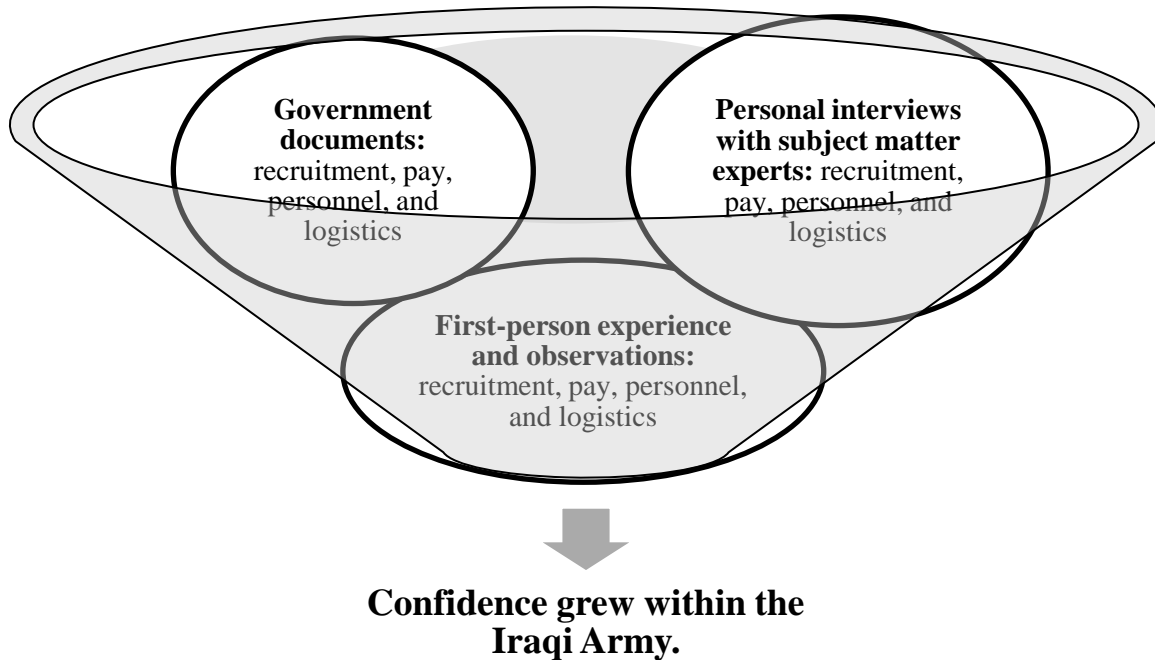 Government
documents:
recruitment, pay,
personnel, and
logistics
Personal interviews
with subject matter
experts: recruitment,
pay, personnel, and
logistics
First-person experience
and observations:
recruitment, pay, personnel,
and logistics
Confidence grew within the
Iraqi Army.